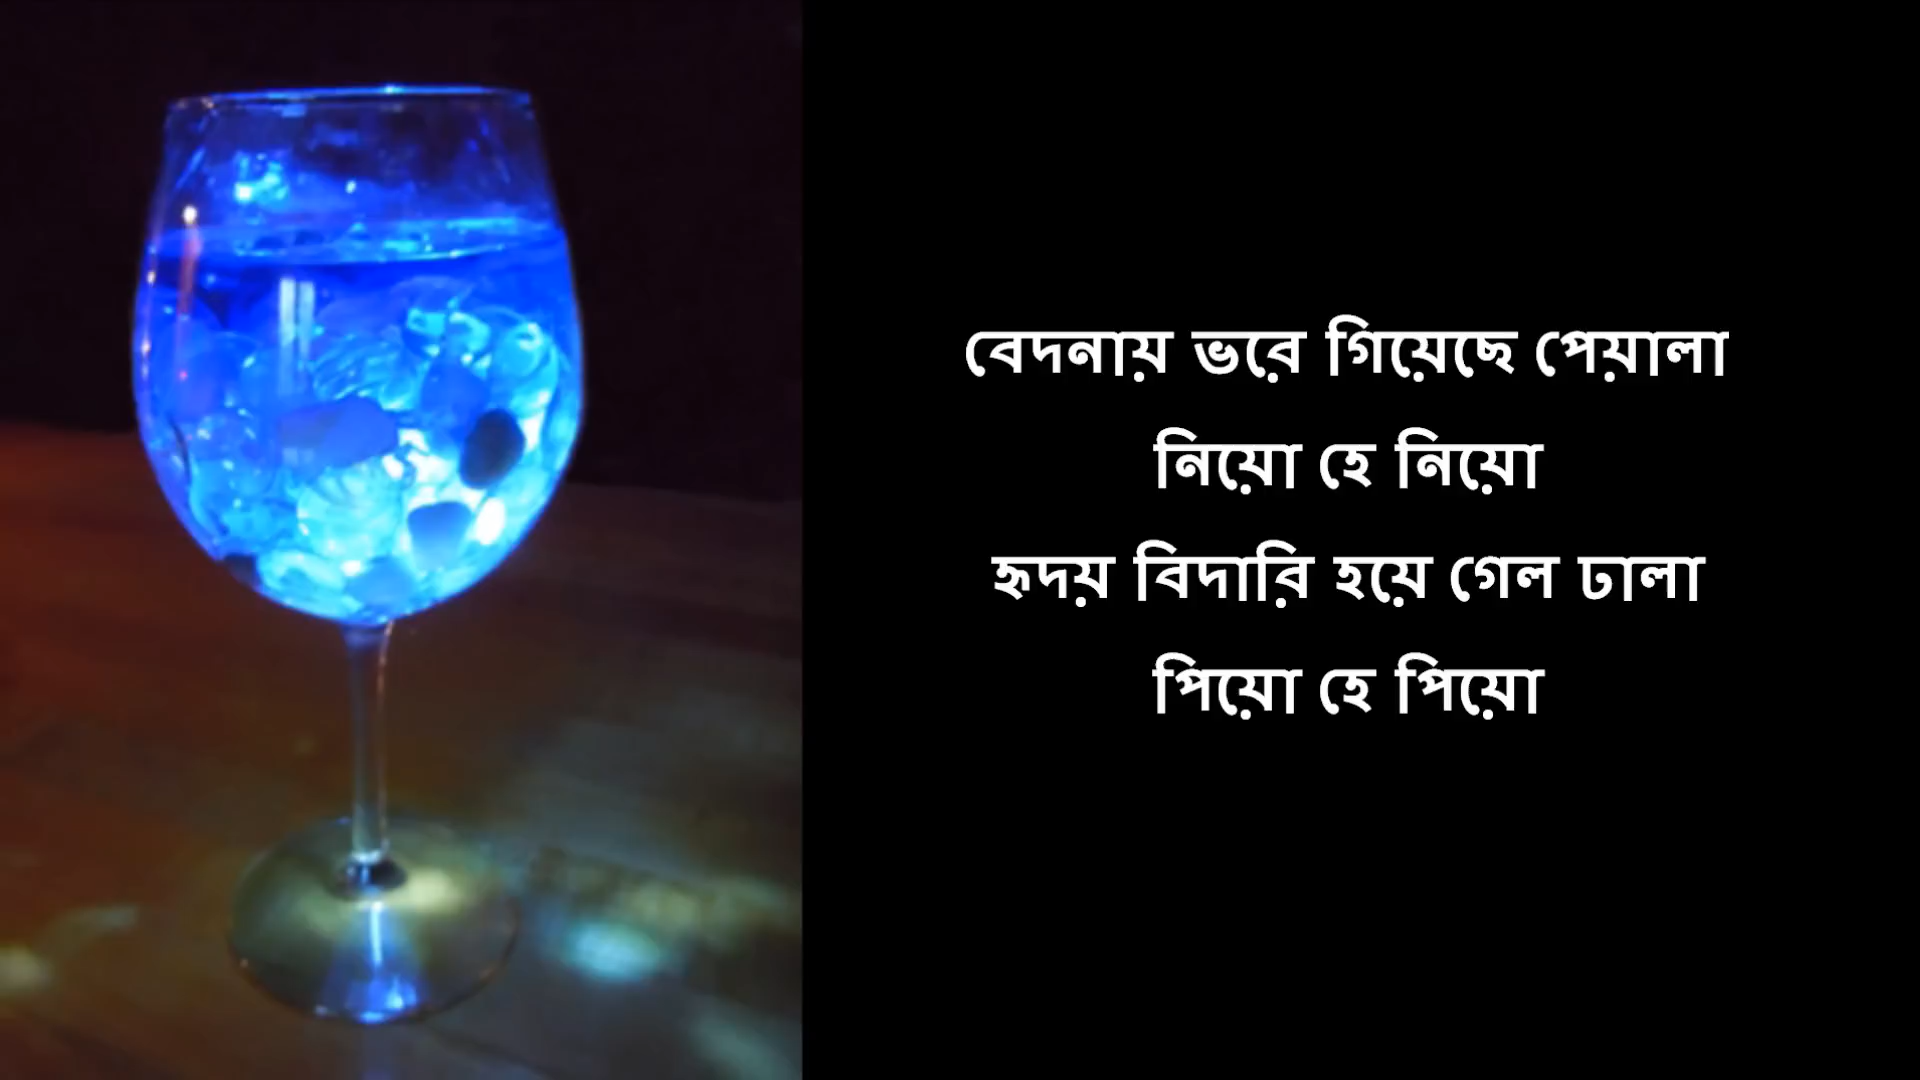 বেদনায় ভরে গিয়েছে পেয়ালা
নিয়ো হে নিয়ো
হৃদয় বিদারি হয়ে গেল ঢালা
পিয়ো হে পিয়ো